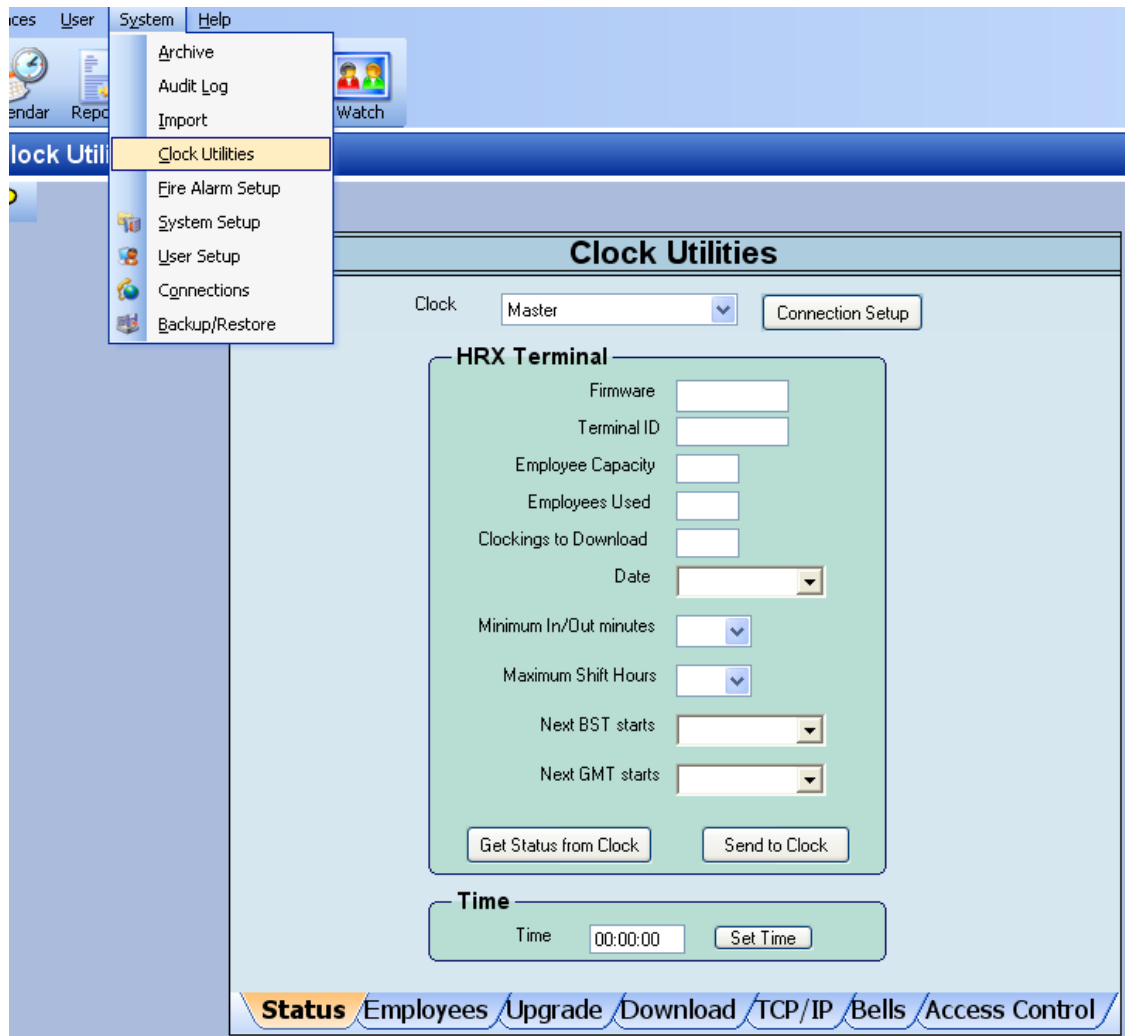 nces User System Help
Archive
Audit Log
Import
Clock Utilities
Fire Alarm Setup
System Setup
User Setup
Connections
Backup/Restore
endar Repo Watch
lock Utili
Clock Utilities
Clock Master Connection Setup
HRX Terminal
Firmware
Terminal ID
Employee Capacity
Employees Used
Clockings to Download
Date
Minimum In/Out minutes
Maximum Shift Hours
Next BST starts
Next GMT starts
Get Status from Clock Send to Clock
Time
Time 00:00:00 Set Time
Status Employees Upgrade Download TCP/IP Bells Access Control